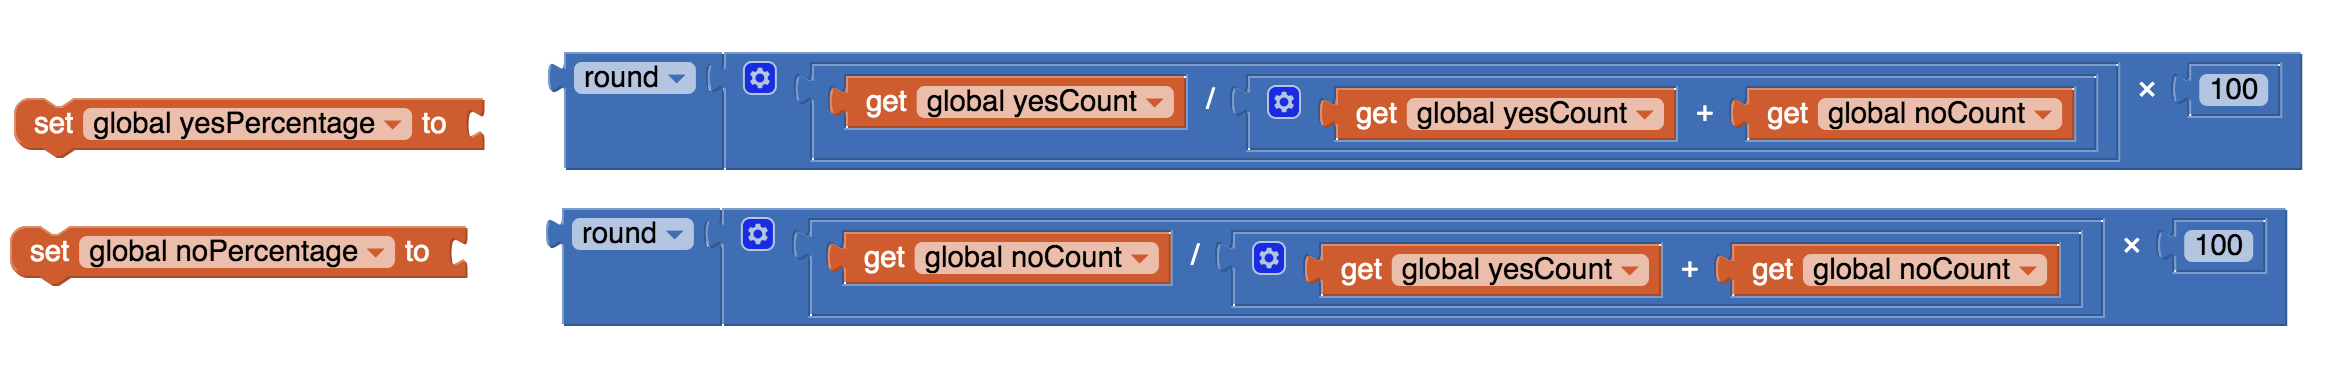 set global yesPercentage to round get global yesCount / get global yesCount + get global noCount × 100
set global noPercentage to round get global noCount / get global yesCount + get global noCount × 100